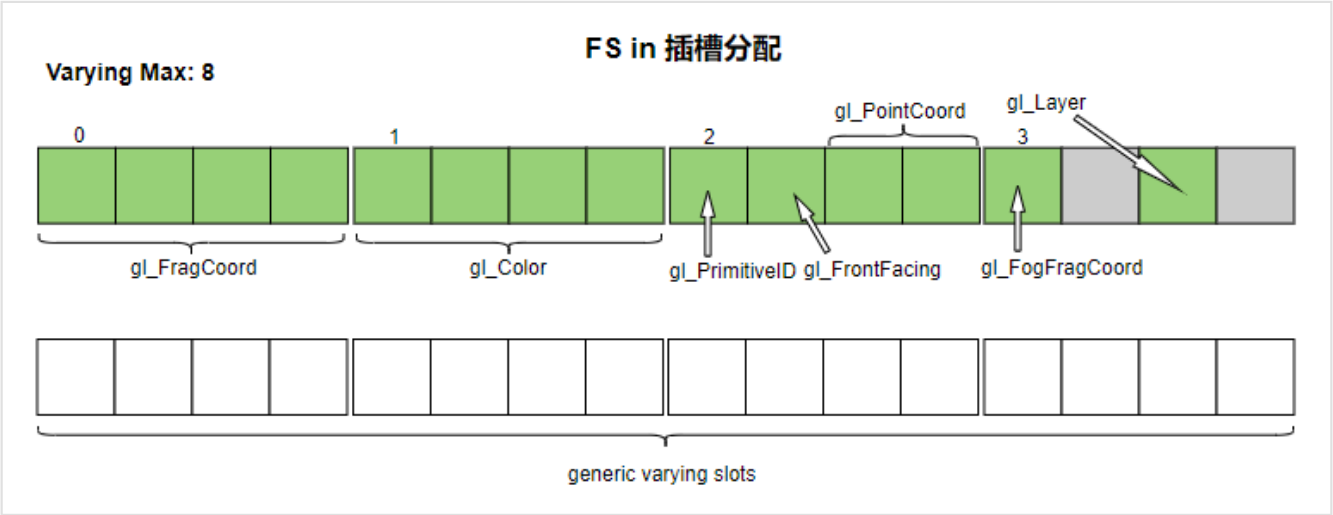 FS in 插槽分配
Varying Max: 8
gl_PointCoord
gl_Layer
0
1
2
3
gl_FragCoord
gl_Color
gl_PrimitiveID
gl_FrontFacing
gl_FogFragCoord
generic varying slots